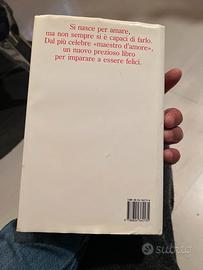 Si nasce per amare,
ma non sempre si è capaci di farlo.
Dal più celebre «maestro d'amore»,
un nuovo prezioso libro
per imparare a essere felici.
subito